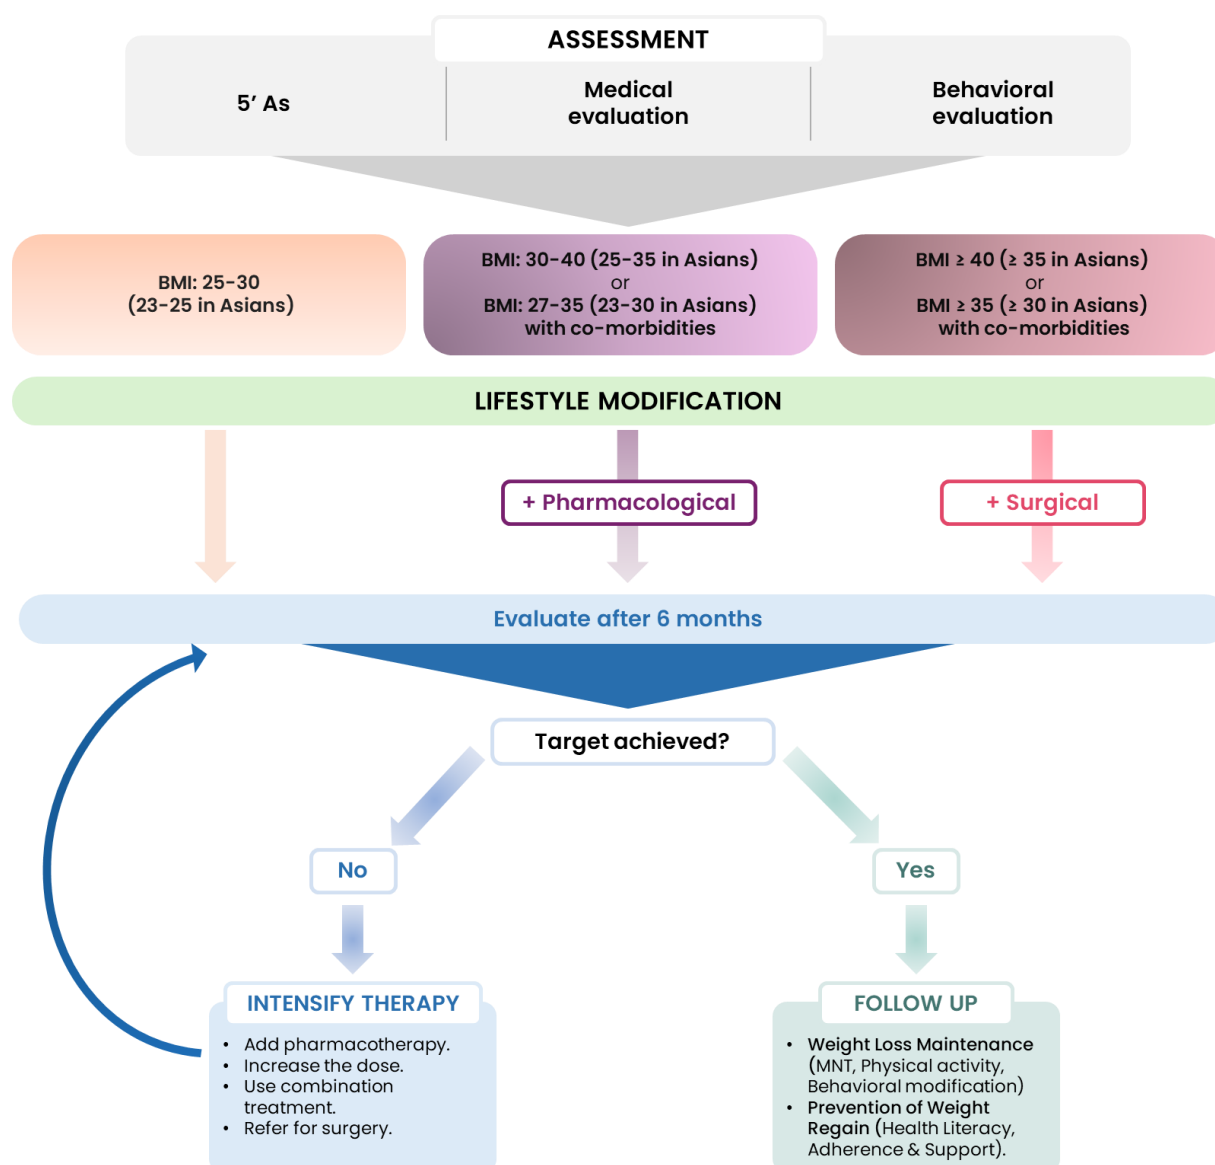 ASSESSMENT
5’ As
Medical
evaluation
Behavioral
evaluation
BMI: 25-30
(23-25 in Asians)
BMI: 30-40 (25-35 in Asians)
or
BMI: 27-35 (23-30 in Asians)
with co-morbidities
BMI ≥ 40 (≥ 35 in Asians)
or
BMI ≥ 35 (≥ 30 in Asians)
with co-morbidities
LIFESTYLE MODIFICATION
+ Pharmacological
+ Surgical
Evaluate after 6 months
Target achieved?
No
Yes
INTENSIFY THERAPY
• Add pharmacotherapy.
• Increase the dose.
• Use combination
treatment.
• Refer for surgery.
FOLLOW UP
• Weight Loss Maintenance
(MNT, Physical activity,
Behavioral modification)
• Prevention of Weight
Regain (Health Literacy,
Adherence & Support).